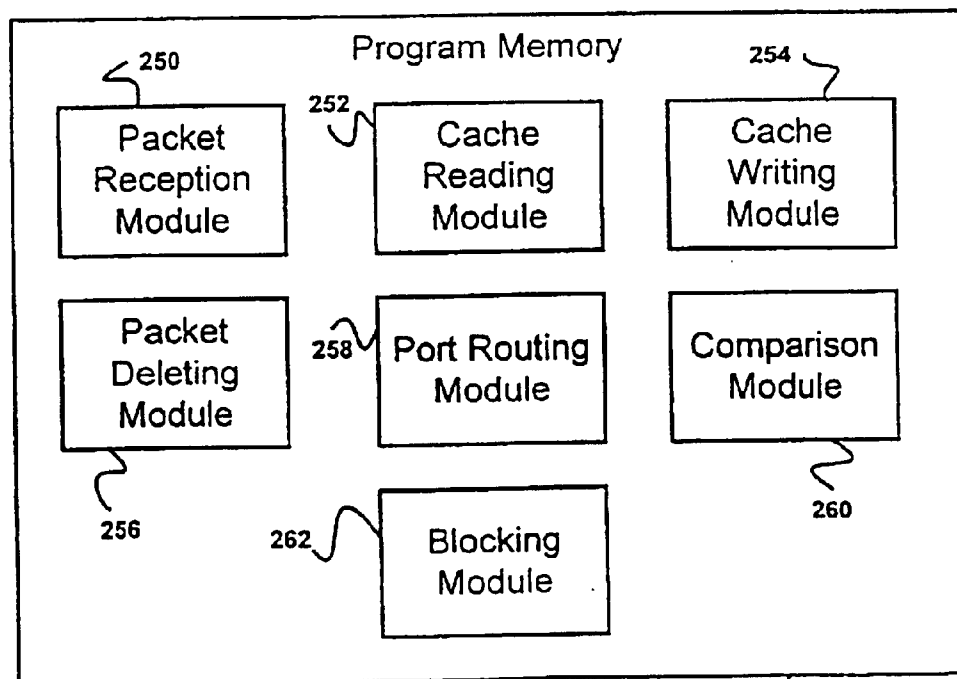 Program Memory
250
252
254
Packet
Reception
Module
Cache
Reading
Module
Cache
Writing
Module
Packet
Deleting
Module
258
Port Routing
Module
Comparison
Module
256
260
262
Blocking
Module